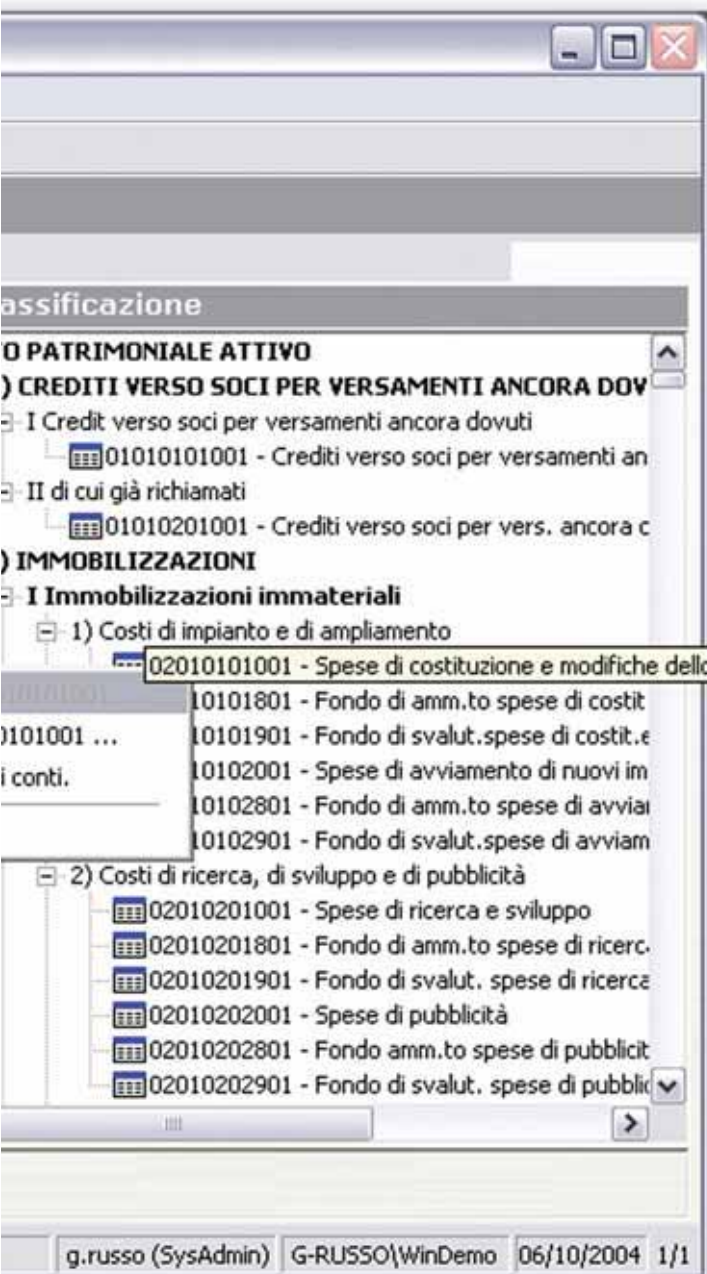 assificazione
O PATRIMONIALE ATTIVO
) CREDITI VERSO SOCI PER VERSAMENTI ANCORA DOV
I Credit verso soci per versamenti ancora dovuti
01010101001 - Crediti verso soci per versamenti an
II di cui già richiamati
01010201001 - Crediti verso soci per vers. ancora c
) IMMOBILIZZAZIONI
I Immobilizzazioni immateriali
1) Costi di impianto e di ampliamento
02010101001 - Spese di costituzione e modifiche dello
10101801 - Fondo di amm.to spese di costit
0101001 ...
10101901 - Fondo di svalut.spese di costit.e
i conti.
10102001 - Spese di avviamento di nuovi im
10102801 - Fondo di amm.to spese di avviar
10102901 - Fondo di svalut.spese di avviam
2) Costi di ricerca, di sviluppo e di pubblicità
02010201001 - Spese di ricerca e sviluppo
02010201801 - Fondo di amm.to spese di ricerc
02010201901 - Fondo di svalut. spese di ricerca
02010202001 - Spese di pubblicità
02010202801 - Fondo amm.to spese di pubblicit
02010202901 - Fondo di svalut. spese di pubblic
g.russo (SysAdmin) G-RUSSO\WinDemo 06/10/2004 1/1